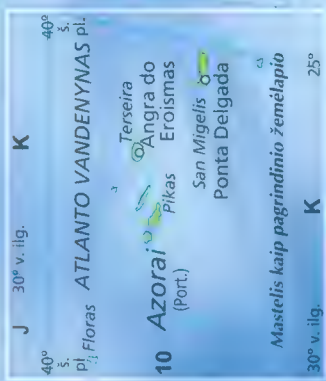 J 30° v. ilg. K
40° 40°
š. š.
pl. pl.
Floras ATLANTO VANDENYNAS
Terseira
Angra do
Eroismas
10 Azorai
(Port.)
Pikas
San Migelis
Ponta Delgada
Mastelis kaip pagrindinio žemėlapio
30° v. ilg. K 25°